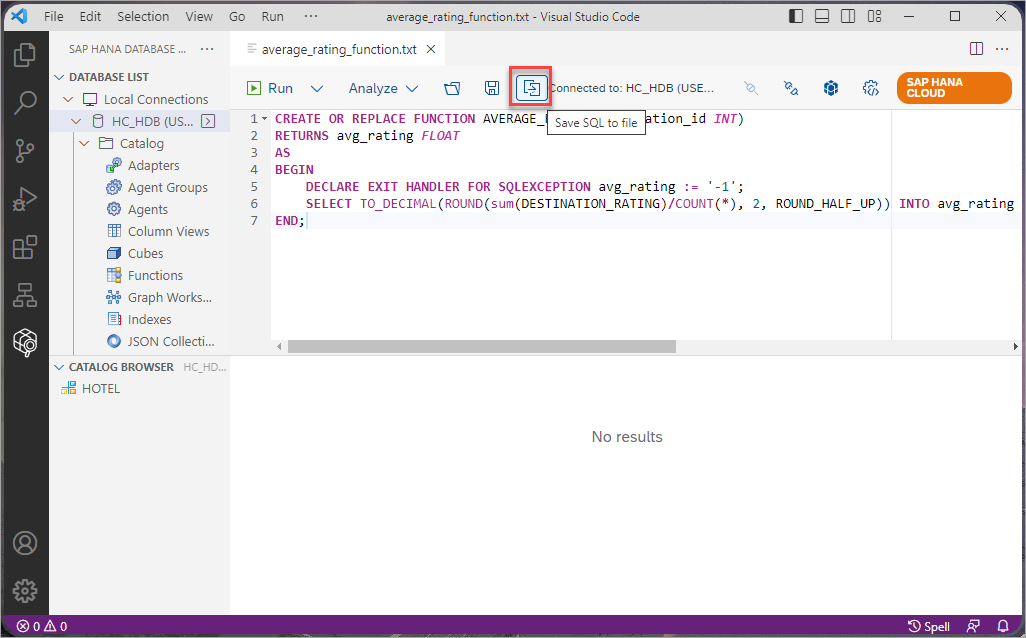 File Edit Selection View Go Run ··· average_rating_function.txt - Visual Studio Code
SAP HANA DATABASE ... ···
average_rating_function.txt
DATABASE LIST
Local Connections
HC_HDB (US...
Catalog
Adapters
Agent Groups
Agents
Column Views
Cubes
Functions
Graph Works...
Indexes
JSON Collecti...
CATALOG BROWSER HC_HD...
HOTEL
Run Analyze Connected to: HC_HDB (USE... SAP HANA
CLOUD
Save SQL to file
1 CREATE OR REPLACE FUNCTION ation_id INT)
2 RETURNS avg_rating FLOAT
3 AS
4 BEGIN
5 DECLARE EXIT HANDLER FOR SQLEXCEPTION avg_rating := '-1';
6 SELECT TO_DECIMAL(ROUND(sum(DESTINATION_RATING)/COUNT(*), 2, ROUND_HALF_UP)) INTO avg_rating
7 END;
No results
0 0 Spell